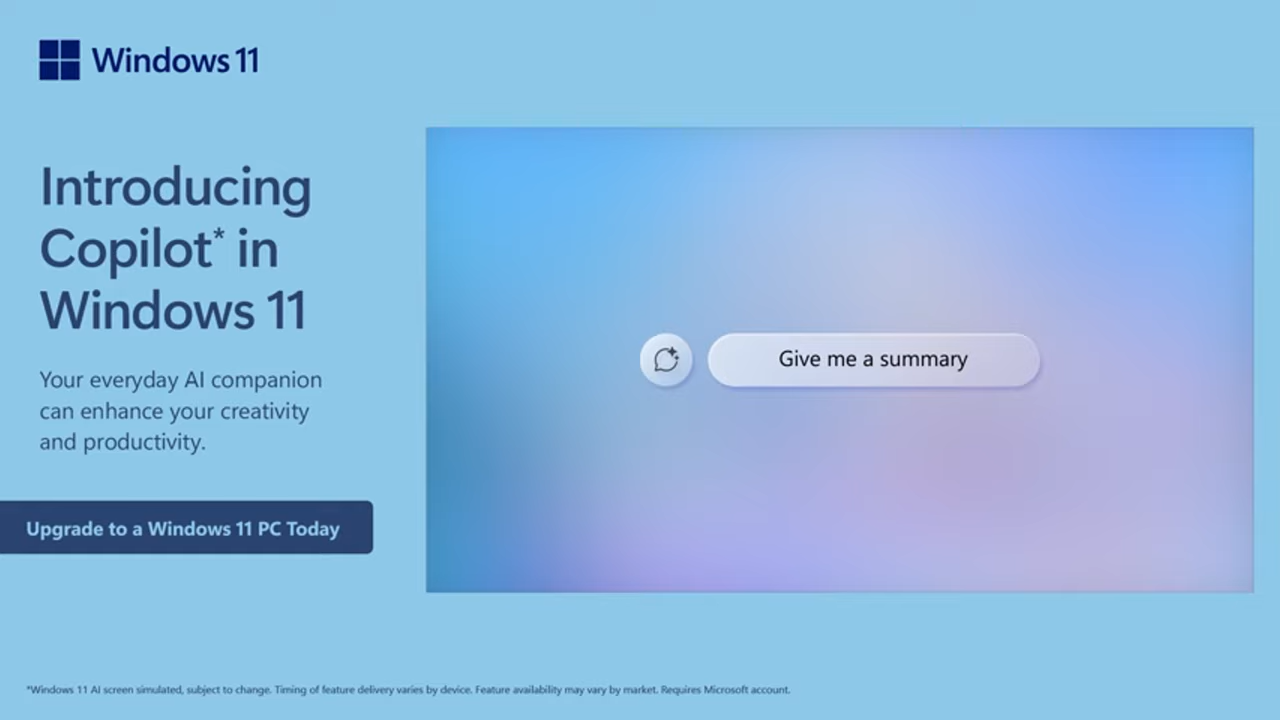 Windows 11
Introducing
Copilot* in
Windows 11
Your everyday AI companion
can enhance your creativity
and productivity.
Upgrade to a Windows 11 PC Today
Give me a summary
*Windows 11 AI screen simulated, subject to change. Timing of feature delivery varies by device. Feature availability may vary by market. Requires Microsoft account.